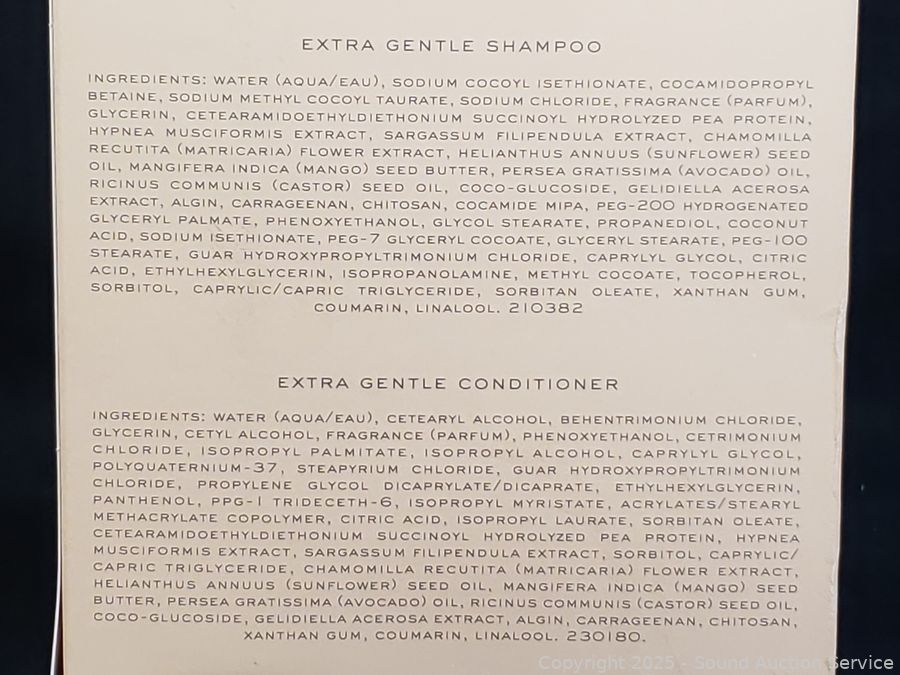 EXTRA GENTLE SHAMPOO
INGREDIENTS: WATER (AQUA/EAU), SODIUM COCOYL ISETHIONATE, COCAMIDOPROPYL
BETAINE, SODIUM METHYL COCOYL TAURATE, SODIUM CHLORIDE, FRAGRANCE (PARFUM),
GLYCERIN, CETEARAMIDOETHYLDIETHONIUM SUCCINOYL HYDROLYZED PEA PROTEIN,
HYPNEA MUSCIFORMIS EXTRACT, SARGASSUM FILIPENDULA EXTRACT, CHAMOMILLA
RECUTITA (MATRICARIA) FLOWER EXTRACT, HELIANTHUS ANNUUS (SUNFLOWER) SEED
OIL, MANGIFERA INDICA (MANGO) SEED BUTTER, PERSEA GRATISSIMA (AVOCADO) OIL,
RICINUS COMMUNIS (CASTOR) SEED OIL, COCO-GLUCOSIDE, GELIDIELLA ACEROSA
EXTRACT, ALGIN, CARRAGEENAN, CHITOSAN, COCAMIDE MIPA, PEG-200 HYDROGENATED
GLYCERYL PALMATE, PHENOXYETHANOL, GLYCOL STEARATE, PROPANEDIOL, COCONUT
ACID, SODIUM ISETHIONATE, PEG-7 GLYCERYL COCOATE, GLYCERYL STEARATE, PEG-100
STEARATE, GUAR HYDROXYPROPYLTRIMONIUM CHLORIDE, CAPRYLYL GLYCOL, CITRIC
ACID, ETHYLHEXYLGLYCERIN, ISOPROPANOLAMINE, METHYL COCOATE, TOCOPHEROL,
SORBITOL, CAPRYLIC/CAPRIC TRIGLYCERIDE, SORBITAN OLEATE, XANTHAN GUM,
COUMARIN, LINALOOL. 210382
EXTRA GENTLE CONDITIONER
INGREDIENTS: WATER (AQUA/EAU), CETEARYL ALCOHOL, BEHENTRIMONIUM CHLORIDE,
GLYCERIN, CETYL ALCOHOL, FRAGRANCE (PARFUM), PHENOXYETHANOL, CETRIMONIUM
CHLORIDE, ISOPROPYL PALMITATE, ISOPROPYL ALCOHOL, CAPRYLYL GLYCOL,
POLYQUATERNIUM-37, STEAPYRIUM CHLORIDE, GUAR HYDROXYPROPYLTRIMONIUM
CHLORIDE, PROPYLENE GLYCOL DICAPRYLATE/DICAPRATE, ETHYLHEXYLGLYCERIN,
PANTHENOL, PPG-1 TRIDECETH-6, ISOPROPYL MYRISTATE, ACRYLATES/STEARYL
METHACRYLATE COPOLYMER, CITRIC ACID, ISOPROPYL LAURATE, SORBITAN OLEATE,
CETEARAMIDOETHYLDIETHONIUM SUCCINOYL HYDROLYZED PEA PROTEIN, HYPNEA
MUSCIFORMIS EXTRACT, SARGASSUM FILIPENDULA EXTRACT, SORBITOL, CAPRYLIC/
CAPRIC TRIGLYCERIDE, CHAMOMILLA RECUTITA (MATRICARIA) FLOWER EXTRACT,
HELIANTHUS ANNUUS (SUNFLOWER) SEED OIL, MANGIFERA INDICA (MANGO) SEED
BUTTER, PERSEA GRATISSIMA (AVOCADO) OIL, RICINUS COMMUNIS (CASTOR) SEED OIL,
COCO-GLUCOSIDE, GELIDIELLA ACEROSA EXTRACT, ALGIN, CARRAGEENAN, CHITOSAN,
XANTHAN GUM, COUMARIN, LINALOOL. 230180.
Copyright 2025 - Sound Auction Service